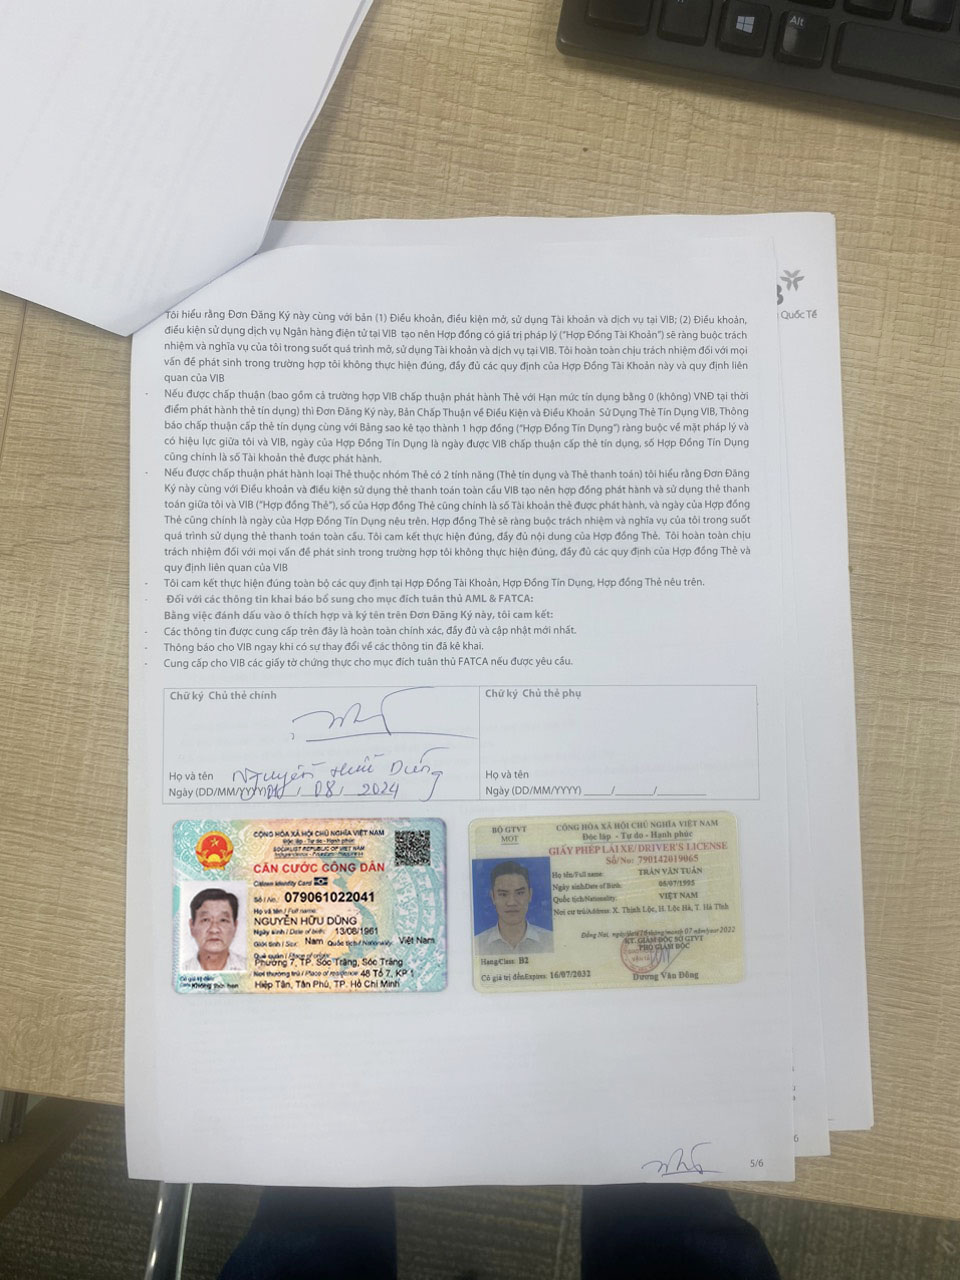 Alt
Quốc Tế
Tôi hiểu rằng Đơn Đăng Ký này cùng với bản (1) Điều khoản, điều kiện mở, sử dụng Tài khoản và dịch vụ tại VIB; (2) Điều khoản,
điều kiện sử dụng dịch vụ Ngân hàng điện tử tại VIB tạo nên Hợp đồng có giá trị pháp lý ("Hợp Đồng Tài Khoản") sẽ ràng buộc trách
nhiệm và nghĩa vụ của tôi trong suốt quá trình mở, sử dụng Tài khoản và dịch vụ tại VIB. Tôi hoàn toàn chịu trách nhiệm đối với mọi
vấn đề phát sinh trong trường hợp tôi không thực hiện đúng, đầy đủ các quy định của Hợp Đồng Tài Khoản này và quy định liên
quan của VIB
- Nếu được chấp thuận (bao gồm cả trường hợp VIB chấp thuận phát hành Thẻ với Hạn mức tín dụng bằng 0 (không) VNĐ tại thời
điểm phát hành thẻ tín dụng) thì Đơn Đăng Ký này, Bản Chấp Thuận về Điều Kiện và Điều Khoản Sử Dụng Thẻ Tín Dụng VIB, Thông
báo chấp thuận cấp thẻ tín dụng cùng với Bảng sao kê tạo thành 1 hợp đồng ("Hợp Đồng Tín Dụng") ràng buộc về mặt pháp lý và
có hiệu lực giữa tôi và VIB, ngày của Hợp Đồng Tín Dụng là ngày được VIB chấp thuận cấp thẻ tín dụng, số Hợp Đồng Tín Dụng
cũng chính là số Tài khoản thẻ được phát hành.
- Nếu được chấp thuận phát hành loại Thẻ thuộc nhóm Thẻ có 2 tính năng (Thẻ tín dụng và Thẻ thanh toán) tôi hiểu rằng Đơn Đăng
Ký này cùng với Điều khoản và điều kiện sử dụng thẻ thanh toán toàn cầu VIB tạo nên hợp đồng phát hành và sử dụng thẻ thanh
toán giữa tôi và VIB ("Hợp đồng Thẻ"), số của Hợp đồng Thẻ cũng chính là số Tài khoản thẻ được phát hành, và ngày của Hợp đồng
Thẻ cũng chính là ngày của Hợp Đồng Tín Dụng nêu trên. Hợp đồng Thẻ sẽ ràng buộc trách nhiệm và nghĩa vụ của tôi trong suốt
quá trình sử dụng thẻ thanh toán toàn cầu. Tôi cam kết thực hiện đúng, đầy đủ nội dung của Hợp đồng Thẻ. Tôi hoàn toàn chịu
trách nhiệm đối với mọi vấn đề phát sinh trong trường hợp tôi không thực hiện đúng, đầy đủ các quy định của Hợp đồng Thẻ và
quy định liên quan của VIB
- Tôi cam kết thực hiện đúng toàn bộ các quy định tại Hợp Đồng Tài Khoản, Hợp Đồng Tín Dụng, Hợp đồng Thẻ nêu trên.
- Đối với các thông tin khai báo bổ sung cho mục đích tuân thủ AML & FATCA:
Bằng việc đánh dấu vào ô thích hợp và ký tên trên Đơn Đăng Ký này, tôi cam kết:
- Các thông tin được cung cấp trên đây là hoàn toàn chính xác, đầy đủ và cập nhật mới nhất.
- Thông báo cho VIB ngay khi có sự thay đổi về các thông tin đã kê khai.
- Cung cấp cho VIB các giấy tờ chứng thực cho mục đích tuân thủ FATCA nếu được yêu cầu.
Chữ ký Chủ thẻ chính
Họ và tên Nguyễn Hữu Dũng
Ngày (DD/MM/YYYY) / 08 / 2024
Chữ ký Chủ thẻ phụ
Họ và tên
Ngày (DD/MM/YYYY) ____/____/____
CỘNG HÒA XÃ HỘI CHỦ NGHĨA VIỆT NAM
Độc lập - Tự do - Hạnh phúc
SOCIALIST REPUBLIC OF VIET NAM
Independence - Freedom - Happiness
CĂN CƯỚC CÔNG DÂN
Citizen Identity Card
Số / No.: 079061022041
Họ và tên / Full name:
NGUYỄN HỮU DŨNG
Ngày sinh / Date of birth: 13/08/1961
Giới tính / Sex: Nam Quốc tịch / Nationality: Việt Nam
Quê quán / Place of origin:
Phường 7, TP. Sóc Trăng, Sóc Trăng
Nơi thường trú / Place of residence: 48 Tổ 7, KP 1
Hiệp Tân, Tân Phú, TP. Hồ Chí Minh
Có giá trị đến:
Không thời hạn
BỘ GTVT
MOT
CỘNG HÒA XÃ HỘI CHỦ NGHĨA VIỆT NAM
Độc lập - Tự do - Hạnh phúc
GIẤY PHÉP LÁI XE/DRIVER'S LICENSE
Số/No: 790142019065
Họ tên/Full name: TRẦN VĂN TUẤN
Ngày sinh/Date of Birth: 08/07/1995
Quốc tịch/Nationality: VIỆT NAM
Nơi cư trú/Address: X. Thịnh Lộc, H. Lộc Hà, T. Hà Tĩnh
Đồng Nai, ngày/date 28 tháng/month 07 năm/year 2022
KT. GIÁM ĐỐC SỞ GTVT
PHÓ GIÁM ĐỐC
Hạng/Class: B2
Có giá trị đến/Expires: 16/07/2032
Dương Văn Đông
5/6
6